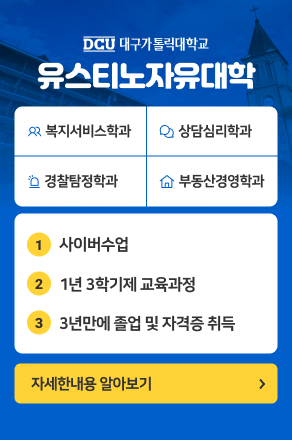 DCU 대구가톨릭대학교
유스티노자유대학
복지서비스학과
상담심리학과
경찰탐정학과
부동산경영학과
1 사이버수업
2 1년 3학기제 교육과정
3 3년만에 졸업 및 자격증 취득
자세한내용 알아보기